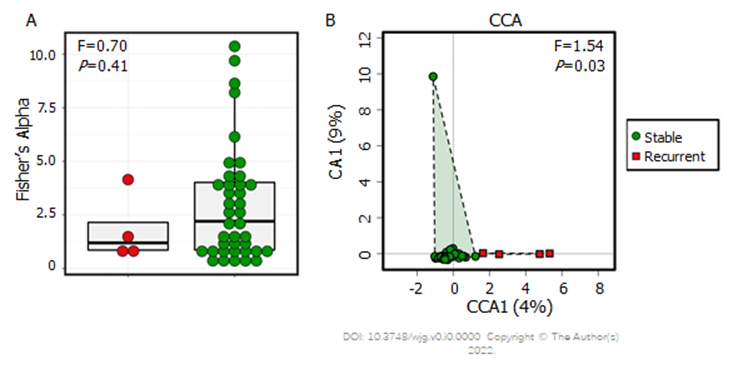 A
F=0.70
P=0.41
Fisher's Alpha
10.0
7.5
5.0
2.5
0
B
CCA
F=1.54
P=0.03
CA1 (9%)
12
10
8
6
4
2
0
-2 0 2 4 6 8
CCA1 (4%)
Stable
Recurrent
DOI: 10.3748/wjg.v0.i0.0000 Copyright © The Author(s)
2022.